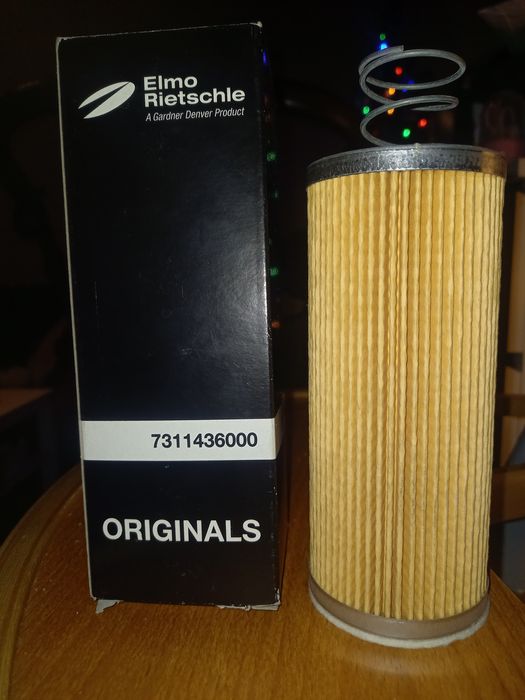 Elmo
Rietschle
A Gardner Denver Product
7311436000
ORIGINALS